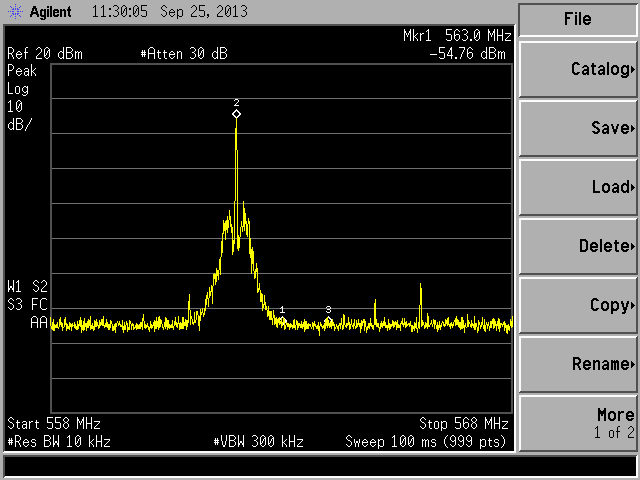 Agilent 11:30:05 Sep 25, 2013
File
Mkr1 563.0 MHz
Ref 20 dBm #Atten 30 dB -54.76 dBm
Peak
Log
10
dB/
2
W1 S2
S3 FC
AA
1 3
Start 558 MHz Stop 568 MHz
#Res BW 10 kHz #VBW 300 kHz Sweep 100 ms (999 pts)
Catalog
Save
Load
Delete
Copy
Rename
More
1 of 2